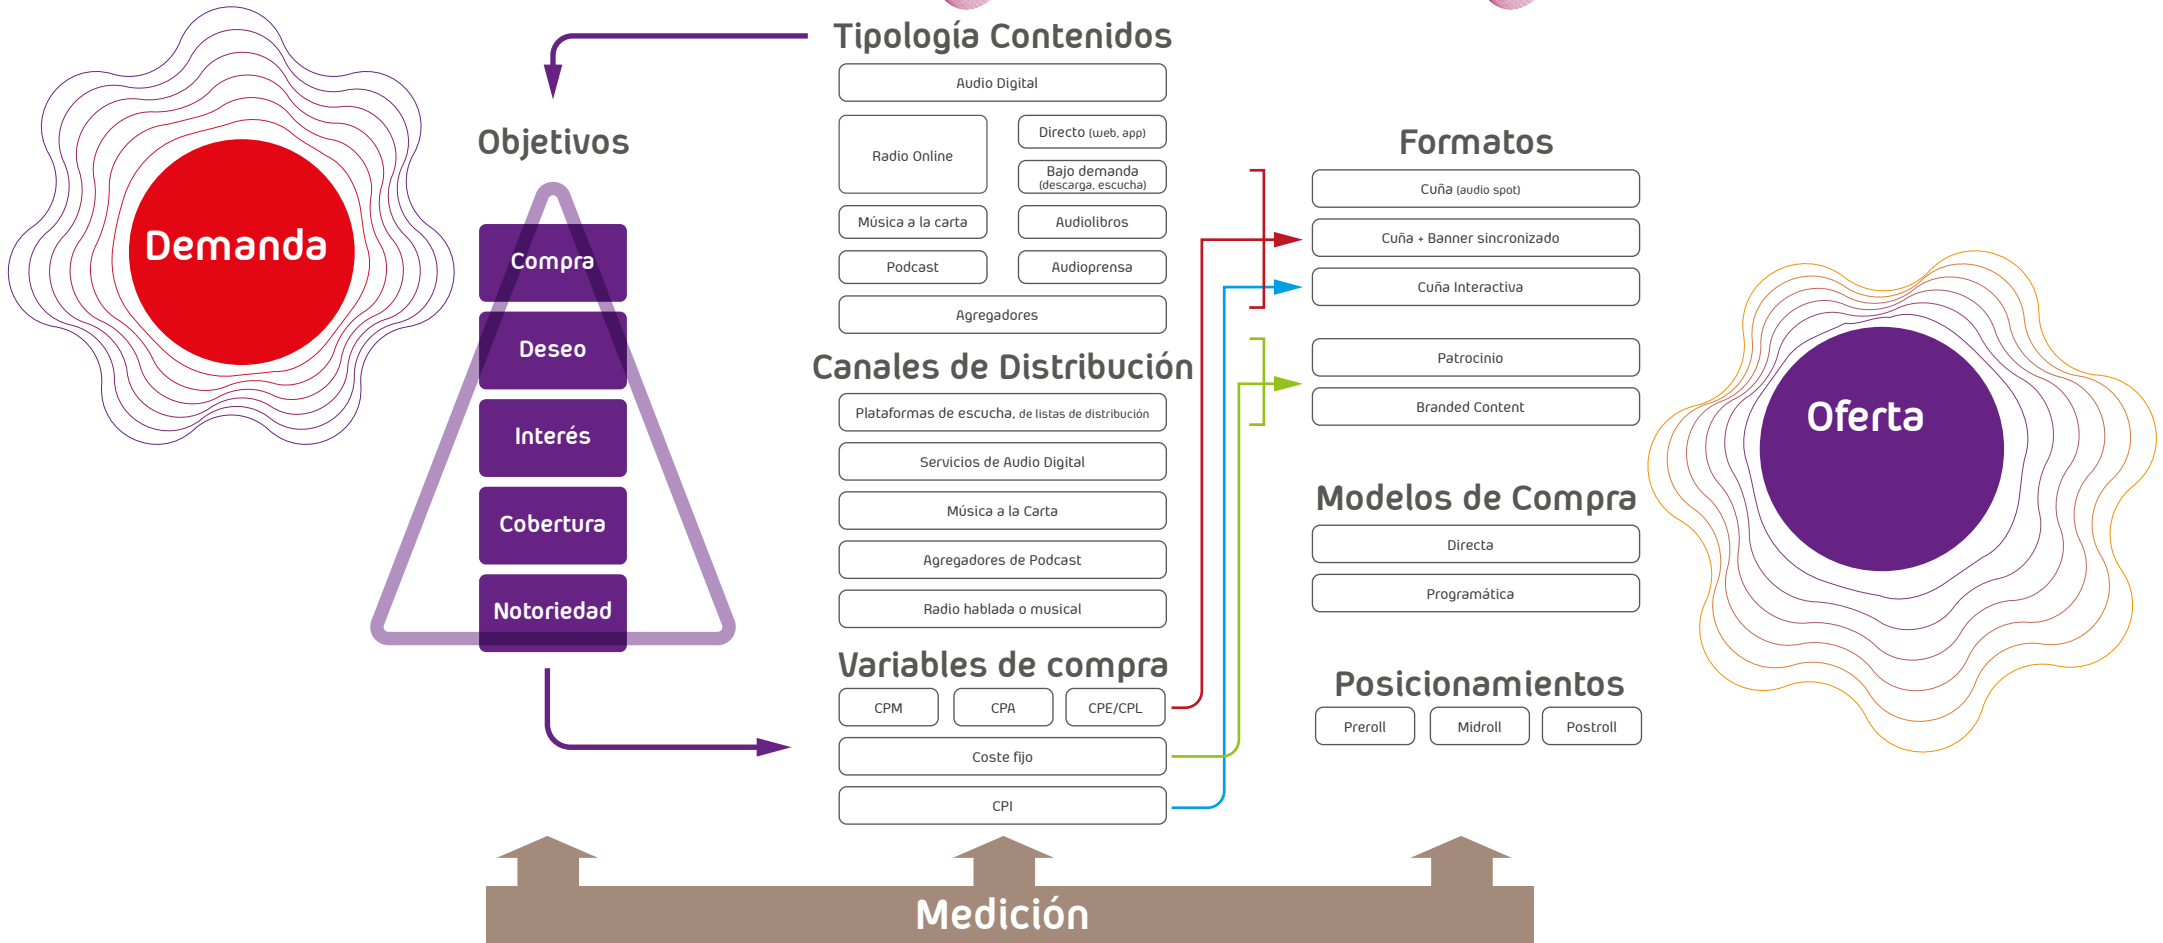 Demanda
Objetivos
Compra
Deseo
Interés
Cobertura
Notoriedad
Tipología Contenidos
Audio Digital
Radio Online
Directo (web, app)
Bajo demanda
(descarga, escucha)
Música a la carta
Audiolibros
Podcast
Audioprensa
Agregadores
Canales de Distribución
Plataformas de escucha, de listas de distribución
Servicios de Audio Digital
Música a la Carta
Agregadores de Podcast
Radio hablada o musical
Variables de compra
CPM
CPA
CPE/CPL
Coste fijo
CPI
Formatos
Cuña (audio spot)
Cuña + Banner sincronizado
Cuña Interactiva
Patrocinio
Branded Content
Modelos de Compra
Directa
Programática
Posicionamientos
Preroll
Midroll
Postroll
Oferta
Medición